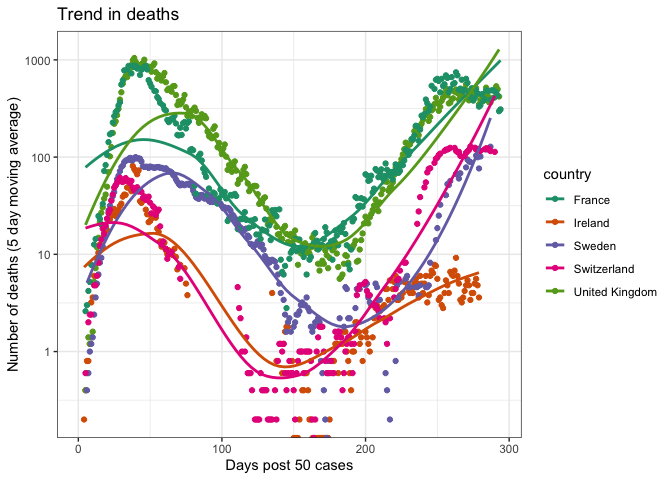 Trend in deaths
Number of deaths (5 day moving average)
1000
100
10
1
0
100
200
300
Days post 50 cases
country
France
Ireland
Sweden
Switzerland
United Kingdom